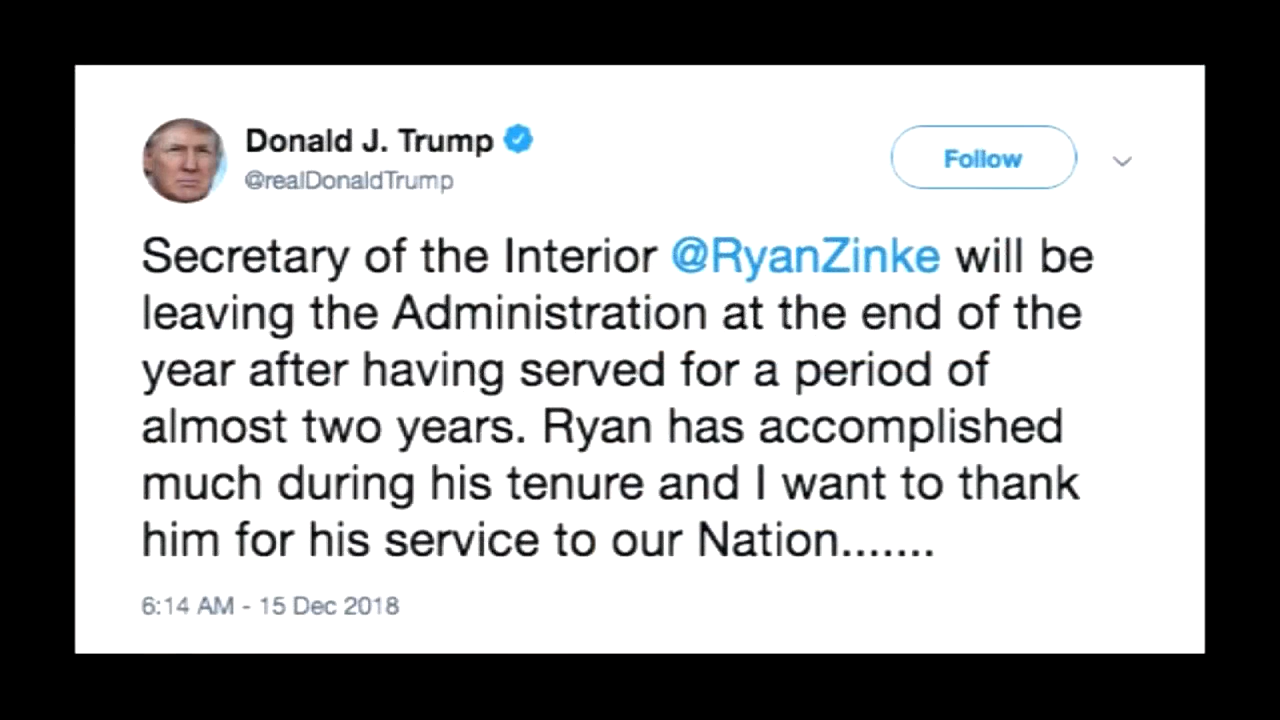 Donald J. Trump
@realDonaldTrump
Follow
Secretary of the Interior @RyanZinke will be
leaving the Administration at the end of the
year after having served for a period of
almost two years. Ryan has accomplished
much during his tenure and I want to thank
him for his service to our Nation.......
6:14 AM - 15 Dec 2018